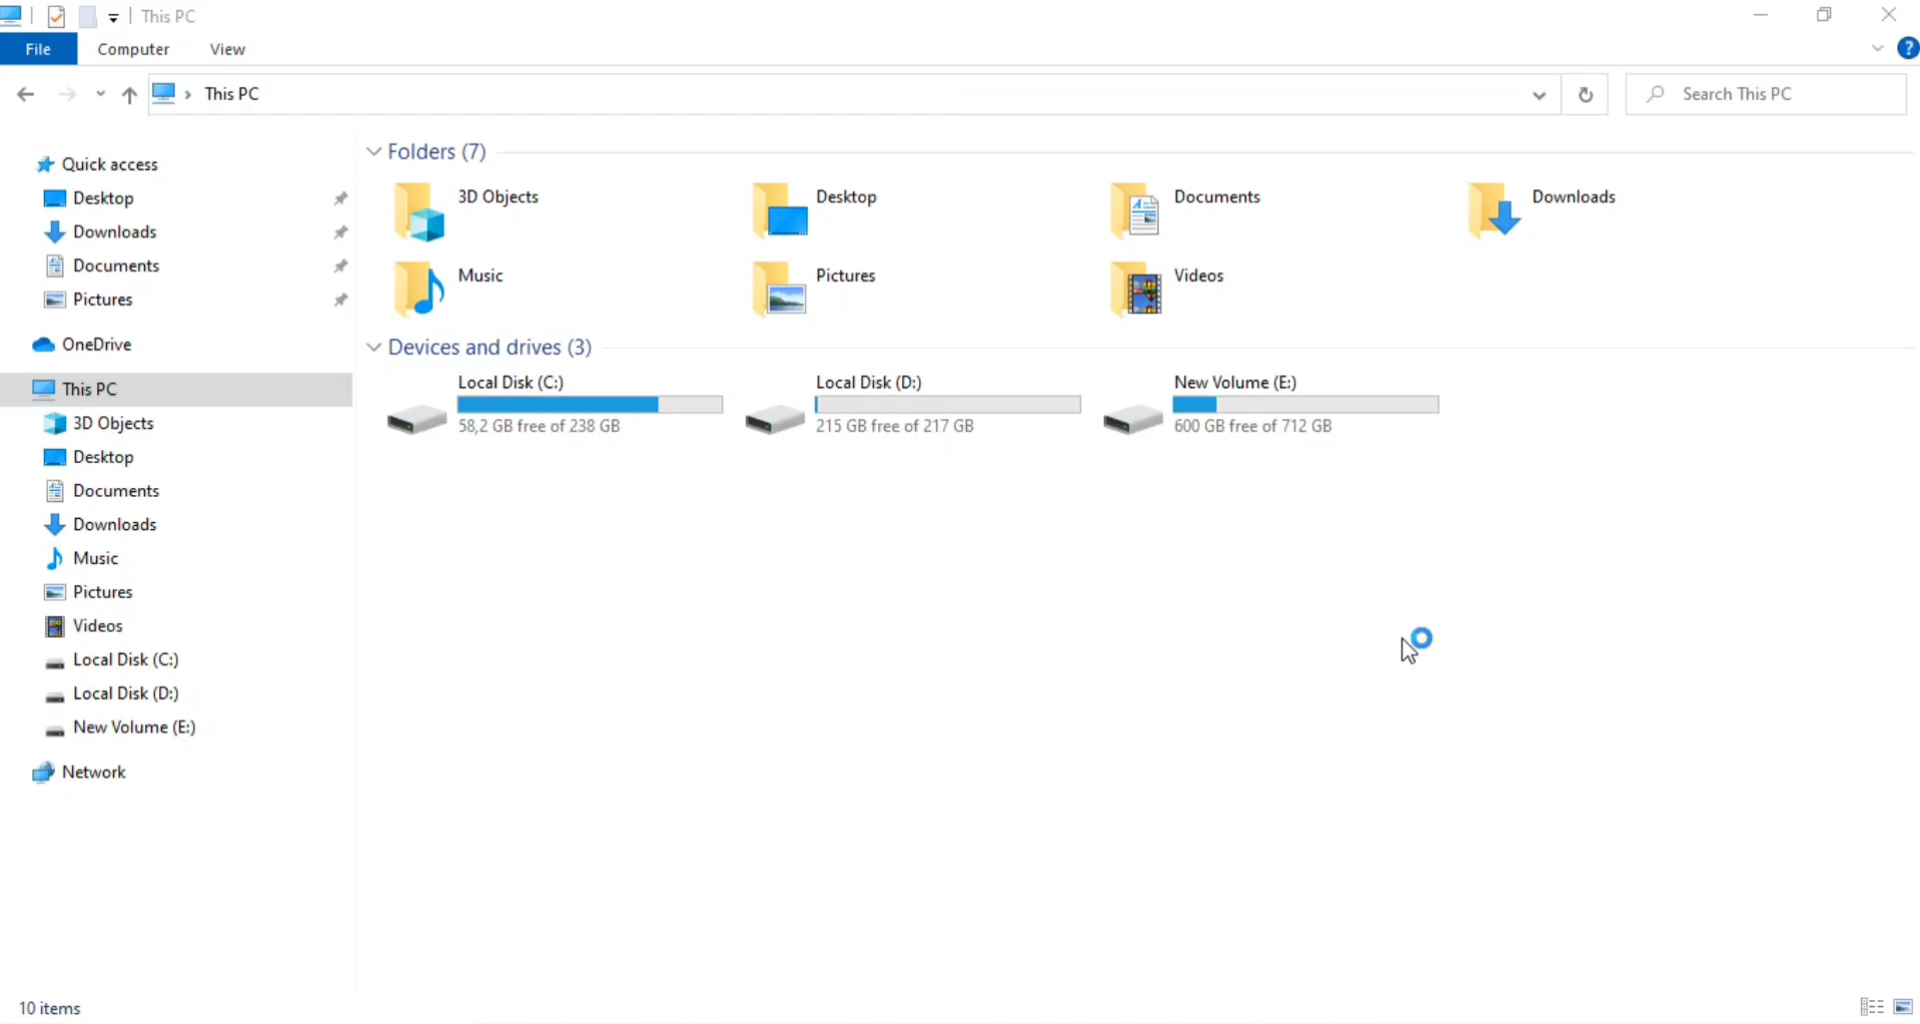 This PC
File Computer View
?
This PC
Search This PC
Quick access
Desktop
Downloads
Documents
Pictures
OneDrive
This PC
3D Objects
Desktop
Documents
Downloads
Music
Pictures
Videos
Local Disk (C:)
Local Disk (D:)
New Volume (E:)
Network
Folders (7)
3D Objects
Desktop
Documents
Downloads
Music
Pictures
Videos
Devices and drives (3)
Local Disk (C:)
58,2 GB free of 238 GB
Local Disk (D:)
215 GB free of 217 GB
New Volume (E:)
600 GB free of 712 GB
10 items